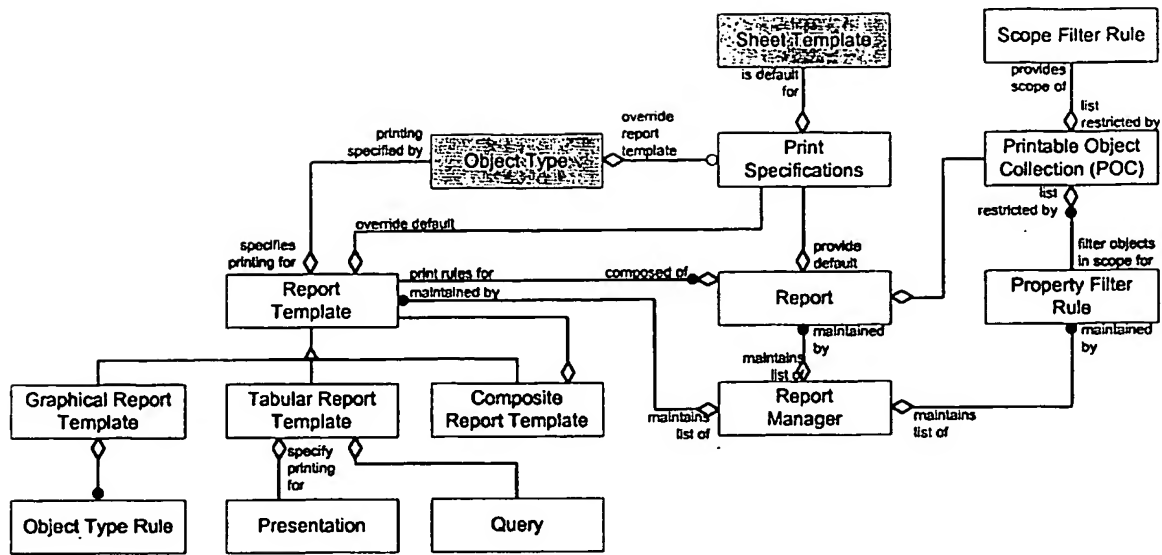 Sheet Template
Scope Filter Rule
is default
for
provides
scope of
list
restricted by
printing
specified by
override
report
template
Object Type
Print
Specifications
Printable Object
Collection (POC)
list
restricted by
override default
specifies
printing for
provide
default
filter objects
in scope for
print rules for
composed of
maintained by
Report
Template
Report
Property Filter
Rule
maintained
by
maintained
by
maintains
list of
Graphical Report
Template
Tabular Report
Template
Composite
Report Template
Report
Manager
maintains
list of
maintains
list of
specify
printing
for
Object Type Rule
Presentation
Query